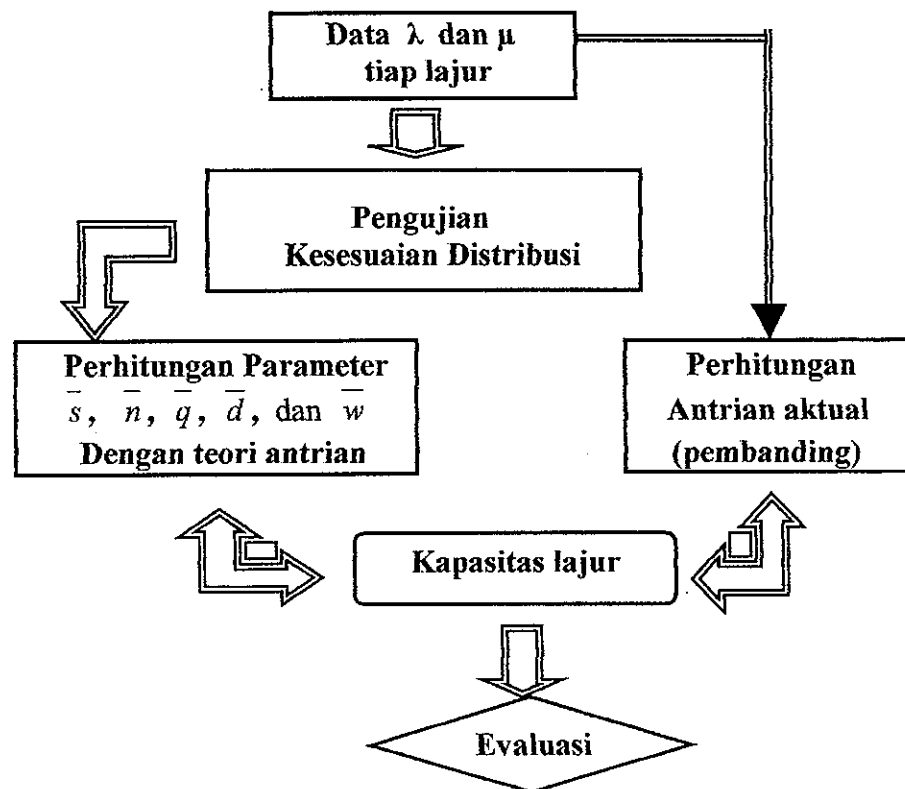 Data λ dan µ
tiap lajur
Pengujian
Kesesuaian Distribusi
Perhitungan Parameter
s̄, n̄, q̄, d̄, dan w̄
Dengan teori antrian
Perhitungan
Antrian aktual
(pembanding)
Kapasitas lajur
Evaluasi